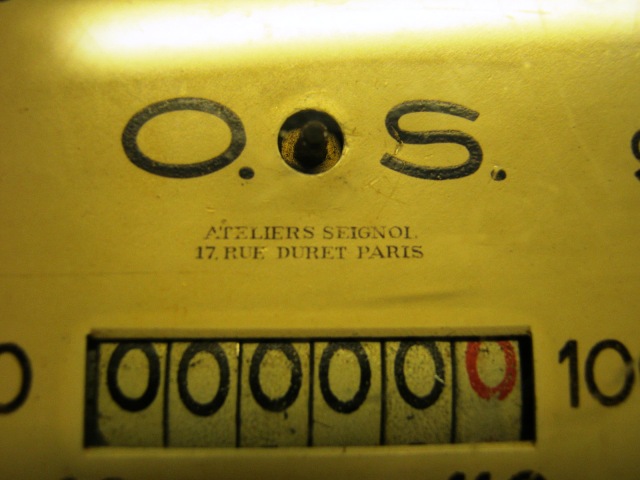 O. S.
ATELIERS SEIGNOL
17, RUE DURET PARIS
000000